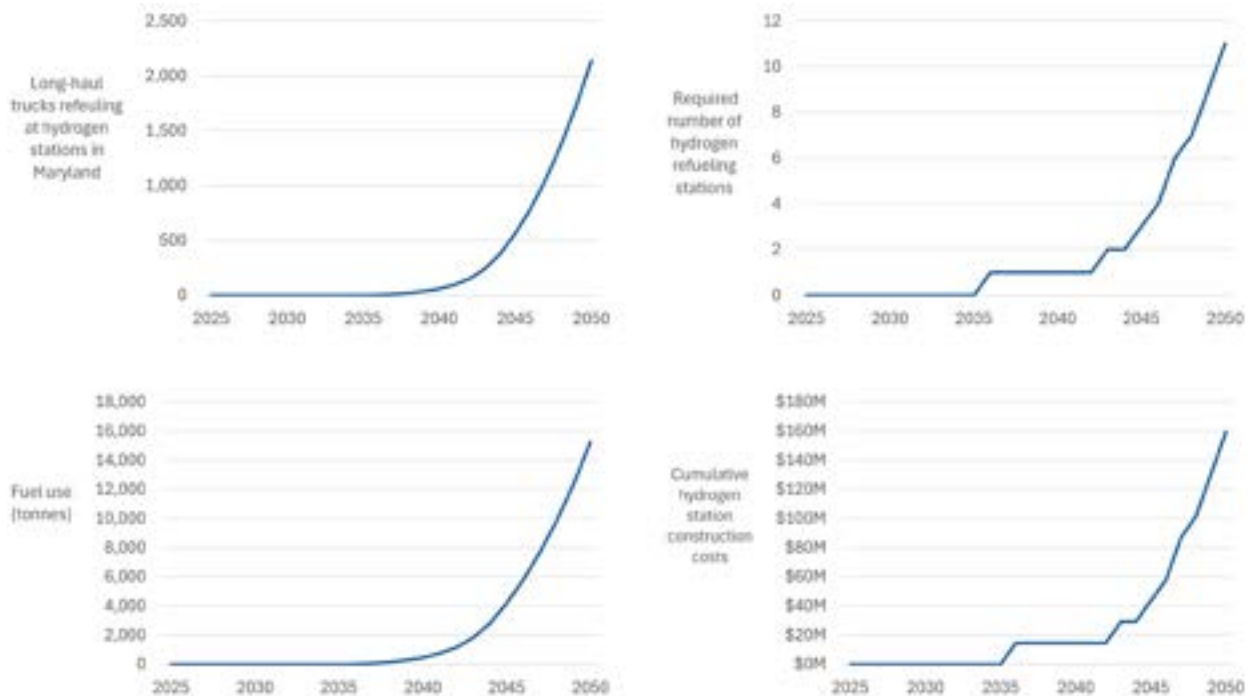 2,500
2,000
1,500
1,000
500
0
Long-haul
trucks refeuling
at hydrogen
stations in
Maryland
2025 2030 2035 2040 2045 2050
12
10
8
6
4
2
0
Required
number of
hydrogen
refueling
stations
2025 2030 2035 2040 2045 2050
18,000
16,000
14,000
12,000
10,000
8,000
6,000
4,000
2,000
0
Fuel use
(tonnes)
2025 2030 2035 2040 2045 2050
$180M
$160M
$140M
$120M
$100M
$80M
$60M
$40M
$20M
$0M
Cumulative
hydrogen
station
construction
costs
2025 2030 2035 2040 2045 2050